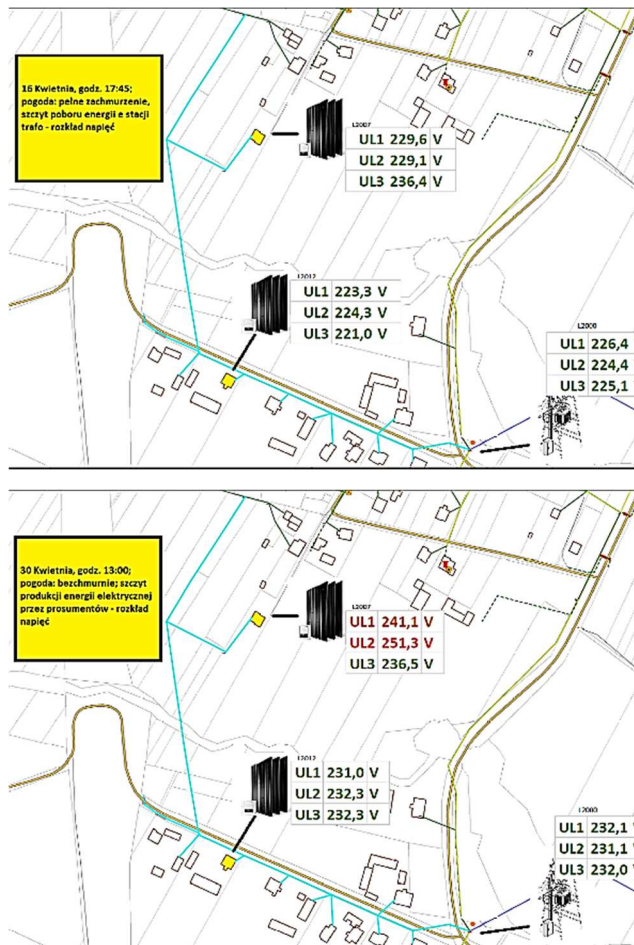 16 Kwietnia, godz. 17:45;
pogoda: pełne zachmurzenie,
szczyt poboru energii e stacji
trafo - rozkład napięć
L2007
UL1 229,6 V
UL2 229,1 V
UL3 236,4 V
L2012
UL1 223,3 V
UL2 224,3 V
UL3 221,0 V
L2000
UL1 226,4
UL2 224,4
UL3 225,1
30 Kwietnia, godz. 13:00;
pogoda: bezchmurnie; szczyt
produkcji energii elektrycznej
przez prosumentów - rozkład
napięć
L2007
UL1 241,1 V
UL2 251,3 V
UL3 236,5 V
L2012
UL1 231,0 V
UL2 232,3 V
UL3 232,3 V
L2000
UL1 232,1 V
UL2 231,1 V
UL3 232,0 V